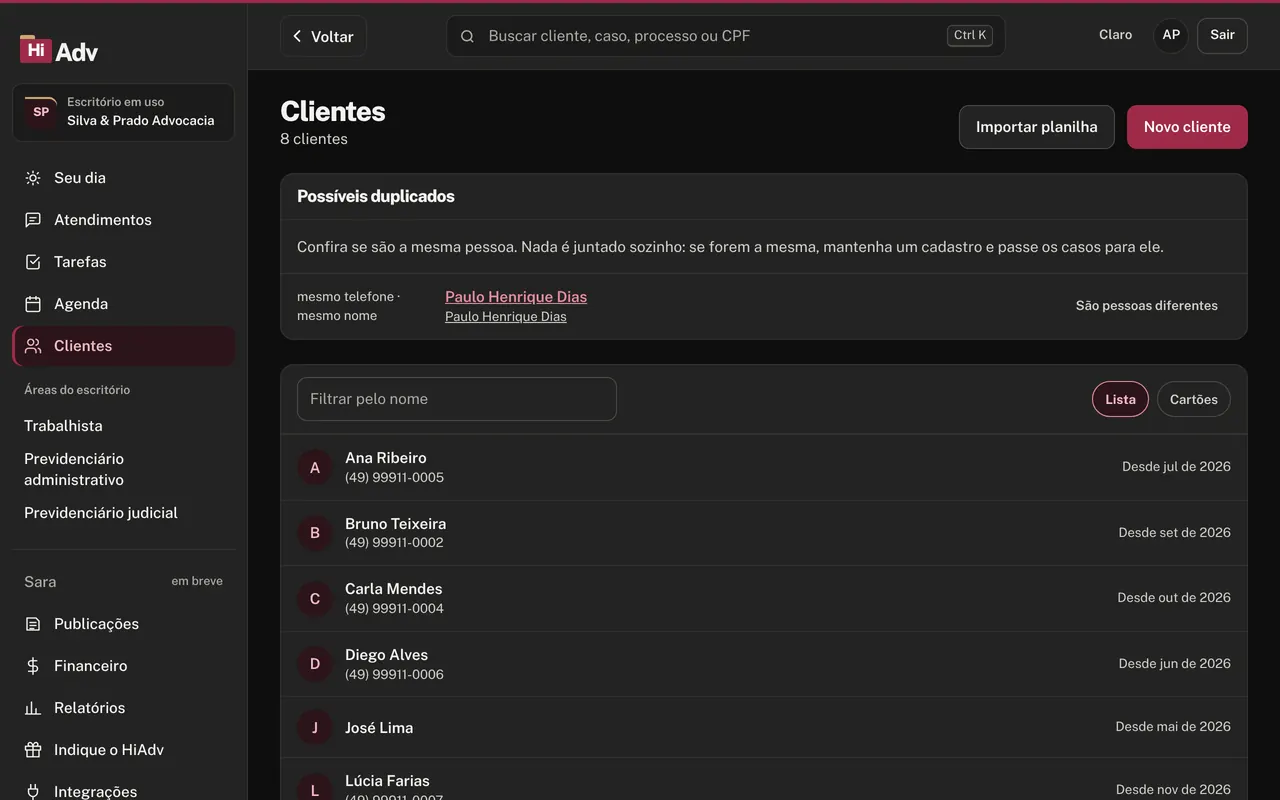 Hi Adv
Voltar
Buscar cliente, caso, processo ou CPF
Ctrl K
Claro
AP
Sair
SP
Escritório em uso
Silva & Prado Advocacia
Seu dia
Atendimentos
Tarefas
Agenda
Clientes
Áreas do escritório
Trabalhista
Previdenciário
administrativo
Previdenciário judicial
Sara
em breve
Publicações
Financeiro
Relatórios
Indique o HiAdv
Integrações
Clientes
8 clientes
Importar planilha
Novo cliente
Possíveis duplicados
Confira se são a mesma pessoa. Nada é juntado sozinho: se forem a mesma, mantenha um cadastro e passe os casos para ele.
mesmo telefone ·
mesmo nome
Paulo Henrique Dias
Paulo Henrique Dias
São pessoas diferentes
Filtrar pelo nome
Lista
Cartões
A
Ana Ribeiro
(49) 99911-0005
Desde jul de 2026
B
Bruno Teixeira
(49) 99911-0002
Desde set de 2026
C
Carla Mendes
(49) 99911-0004
Desde out de 2026
D
Diego Alves
(49) 99911-0006
Desde jun de 2026
J
José Lima
Desde mai de 2026
L
Lúcia Farias
(49) 99911-0007
Desde nov de 2026